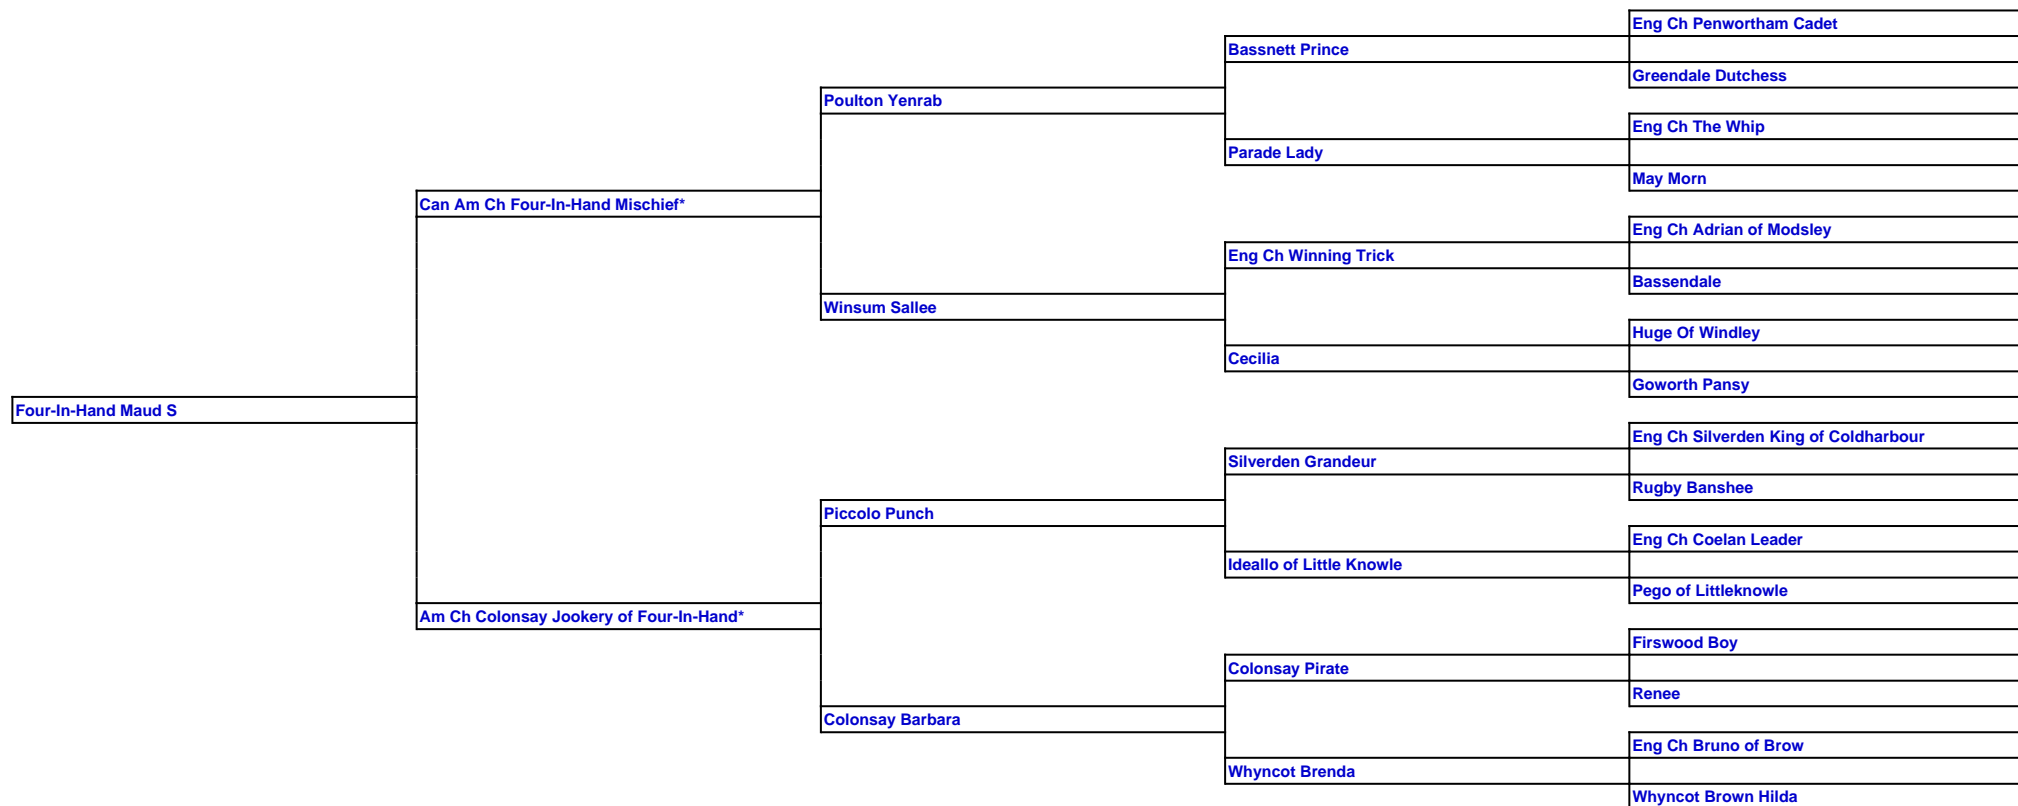 Eng Ch Penwortham Cadet
Bassnett Prince
Greendale Dutchess
Poulton Yenrab
Eng Ch The Whip
Parade Lady
May Morn
Can Am Ch Four-In-Hand Mischief*
Eng Ch Adrian of Modsley
Eng Ch Winning Trick
Bassendale
Winsum Sallee
Huge Of Windley
Cecilia
Goworth Pansy
Four-In-Hand Maud S
Eng Ch Silverden King of Coldharbour
Silverden Grandeur
Rugby Banshee
Piccolo Punch
Eng Ch Coelan Leader
Ideallo of Little Knowle
Pego of Littleknowle
Am Ch Colonsay Jookery of Four-In-Hand*
Firswood Boy
Colonsay Pirate
Renee
Colonsay Barbara
Eng Ch Bruno of Brow
Whyncot Brenda
Whyncot Brown Hilda